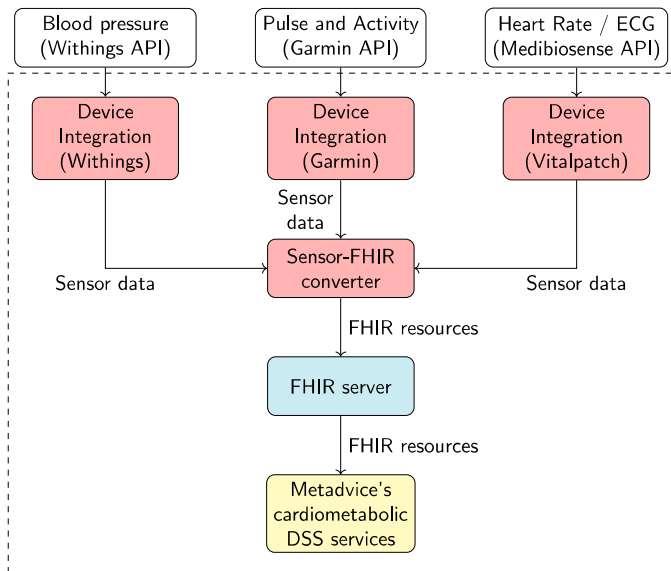 Blood pressure
(Withings API)
Pulse and Activity
(Garmin API)
Heart Rate / ECG
(Medibiosense API)
Device
Integration
(Withings)
Device
Integration
(Garmin)
Device
Integration
(Vitalpatch)
Sensor
data
Sensor-FHIR
converter
Sensor data
Sensor data
FHIR resources
FHIR server
FHIR resources
Metadvice's
cardiometabolic
DSS services